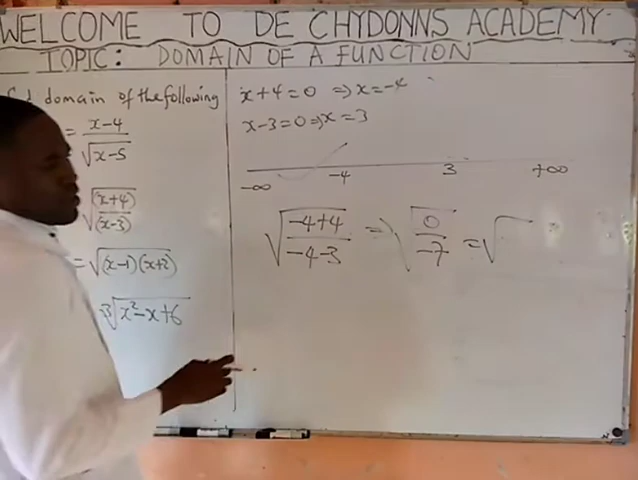 WELCOME TO DE CHYDONNS ACADEMY
TOPIC: DOMAIN OF A FUNCTION
domain of the following
= x-4 / √x-5
√(x+4) / (x-3)
= √(x-1)(x+2)
³√x²-x+6
x+4=0 ⇒ x=-4
x-3=0 ⇒ x=3
-∞ -4 3 +∞
√-4+4 / -4-3 ⇒ √0 / -7 = √